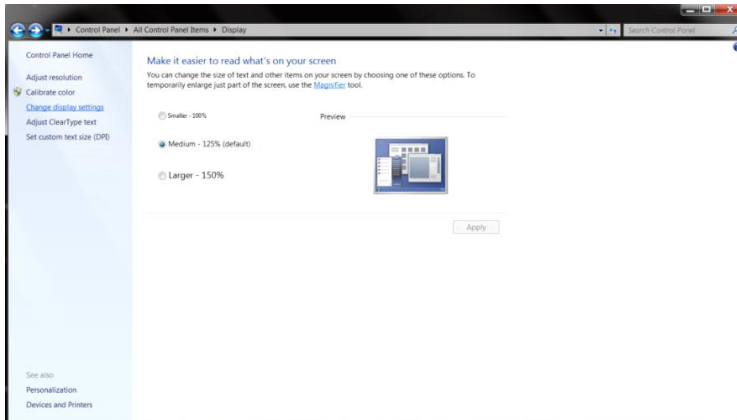 Control Panel ▸ All Control Panel Items ▸ Display
Search Control Panel
Control Panel Home
Adjust resolution
Calibrate color
Change display settings
Adjust ClearType text
Set custom text size (DPI)
Make it easier to read what's on your screen
You can change the size of text and other items on your screen by choosing one of these options. To
temporarily enlarge just part of the screen, use the Magnifier tool.
Smaller - 100%
Preview
Medium - 125% (default)
Larger - 150%
Apply
See also
Personalization
Devices and Printers